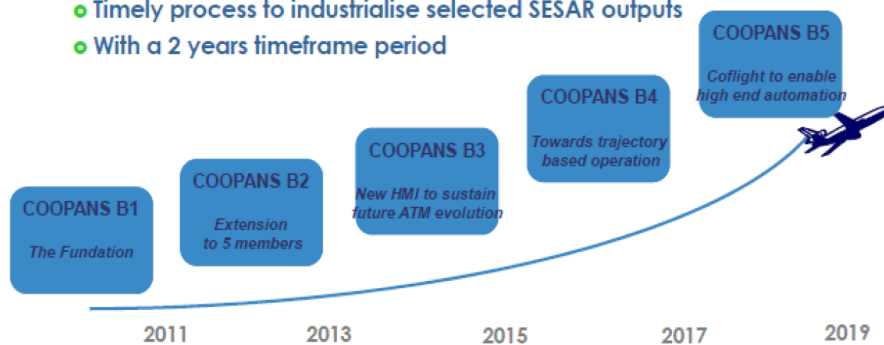 Timely process to industrialise selected SESAR outputs
With a 2 years timeframe period
COOPANS B1
The Fundation
COOPANS B2
Extension
to 5 members
COOPANS B3
New HMI to sustain
future ATM evolution
COOPANS B4
Towards trajectory
based operation
COOPANS B5
Coflight to enable
high end automation
2011
2013
2015
2017
2019